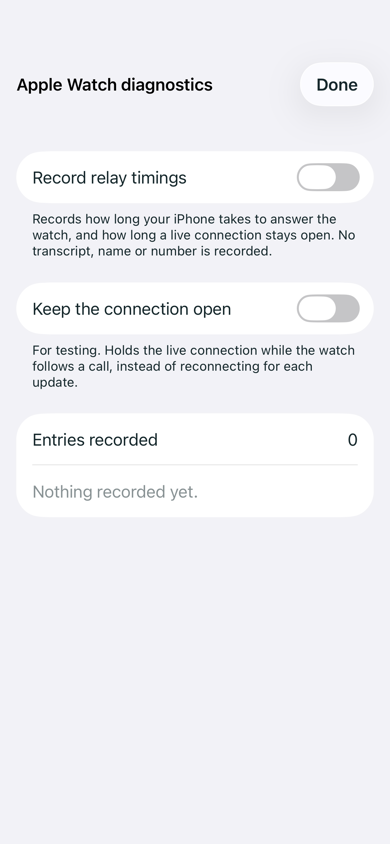 Apple Watch diagnostics
Done
Record relay timings
Records how long your iPhone takes to answer the
watch, and how long a live connection stays open. No
transcript, name or number is recorded.
Keep the connection open
For testing. Holds the live connection while the watch
follows a call, instead of reconnecting for each
update.
Entries recorded 0
Nothing recorded yet.